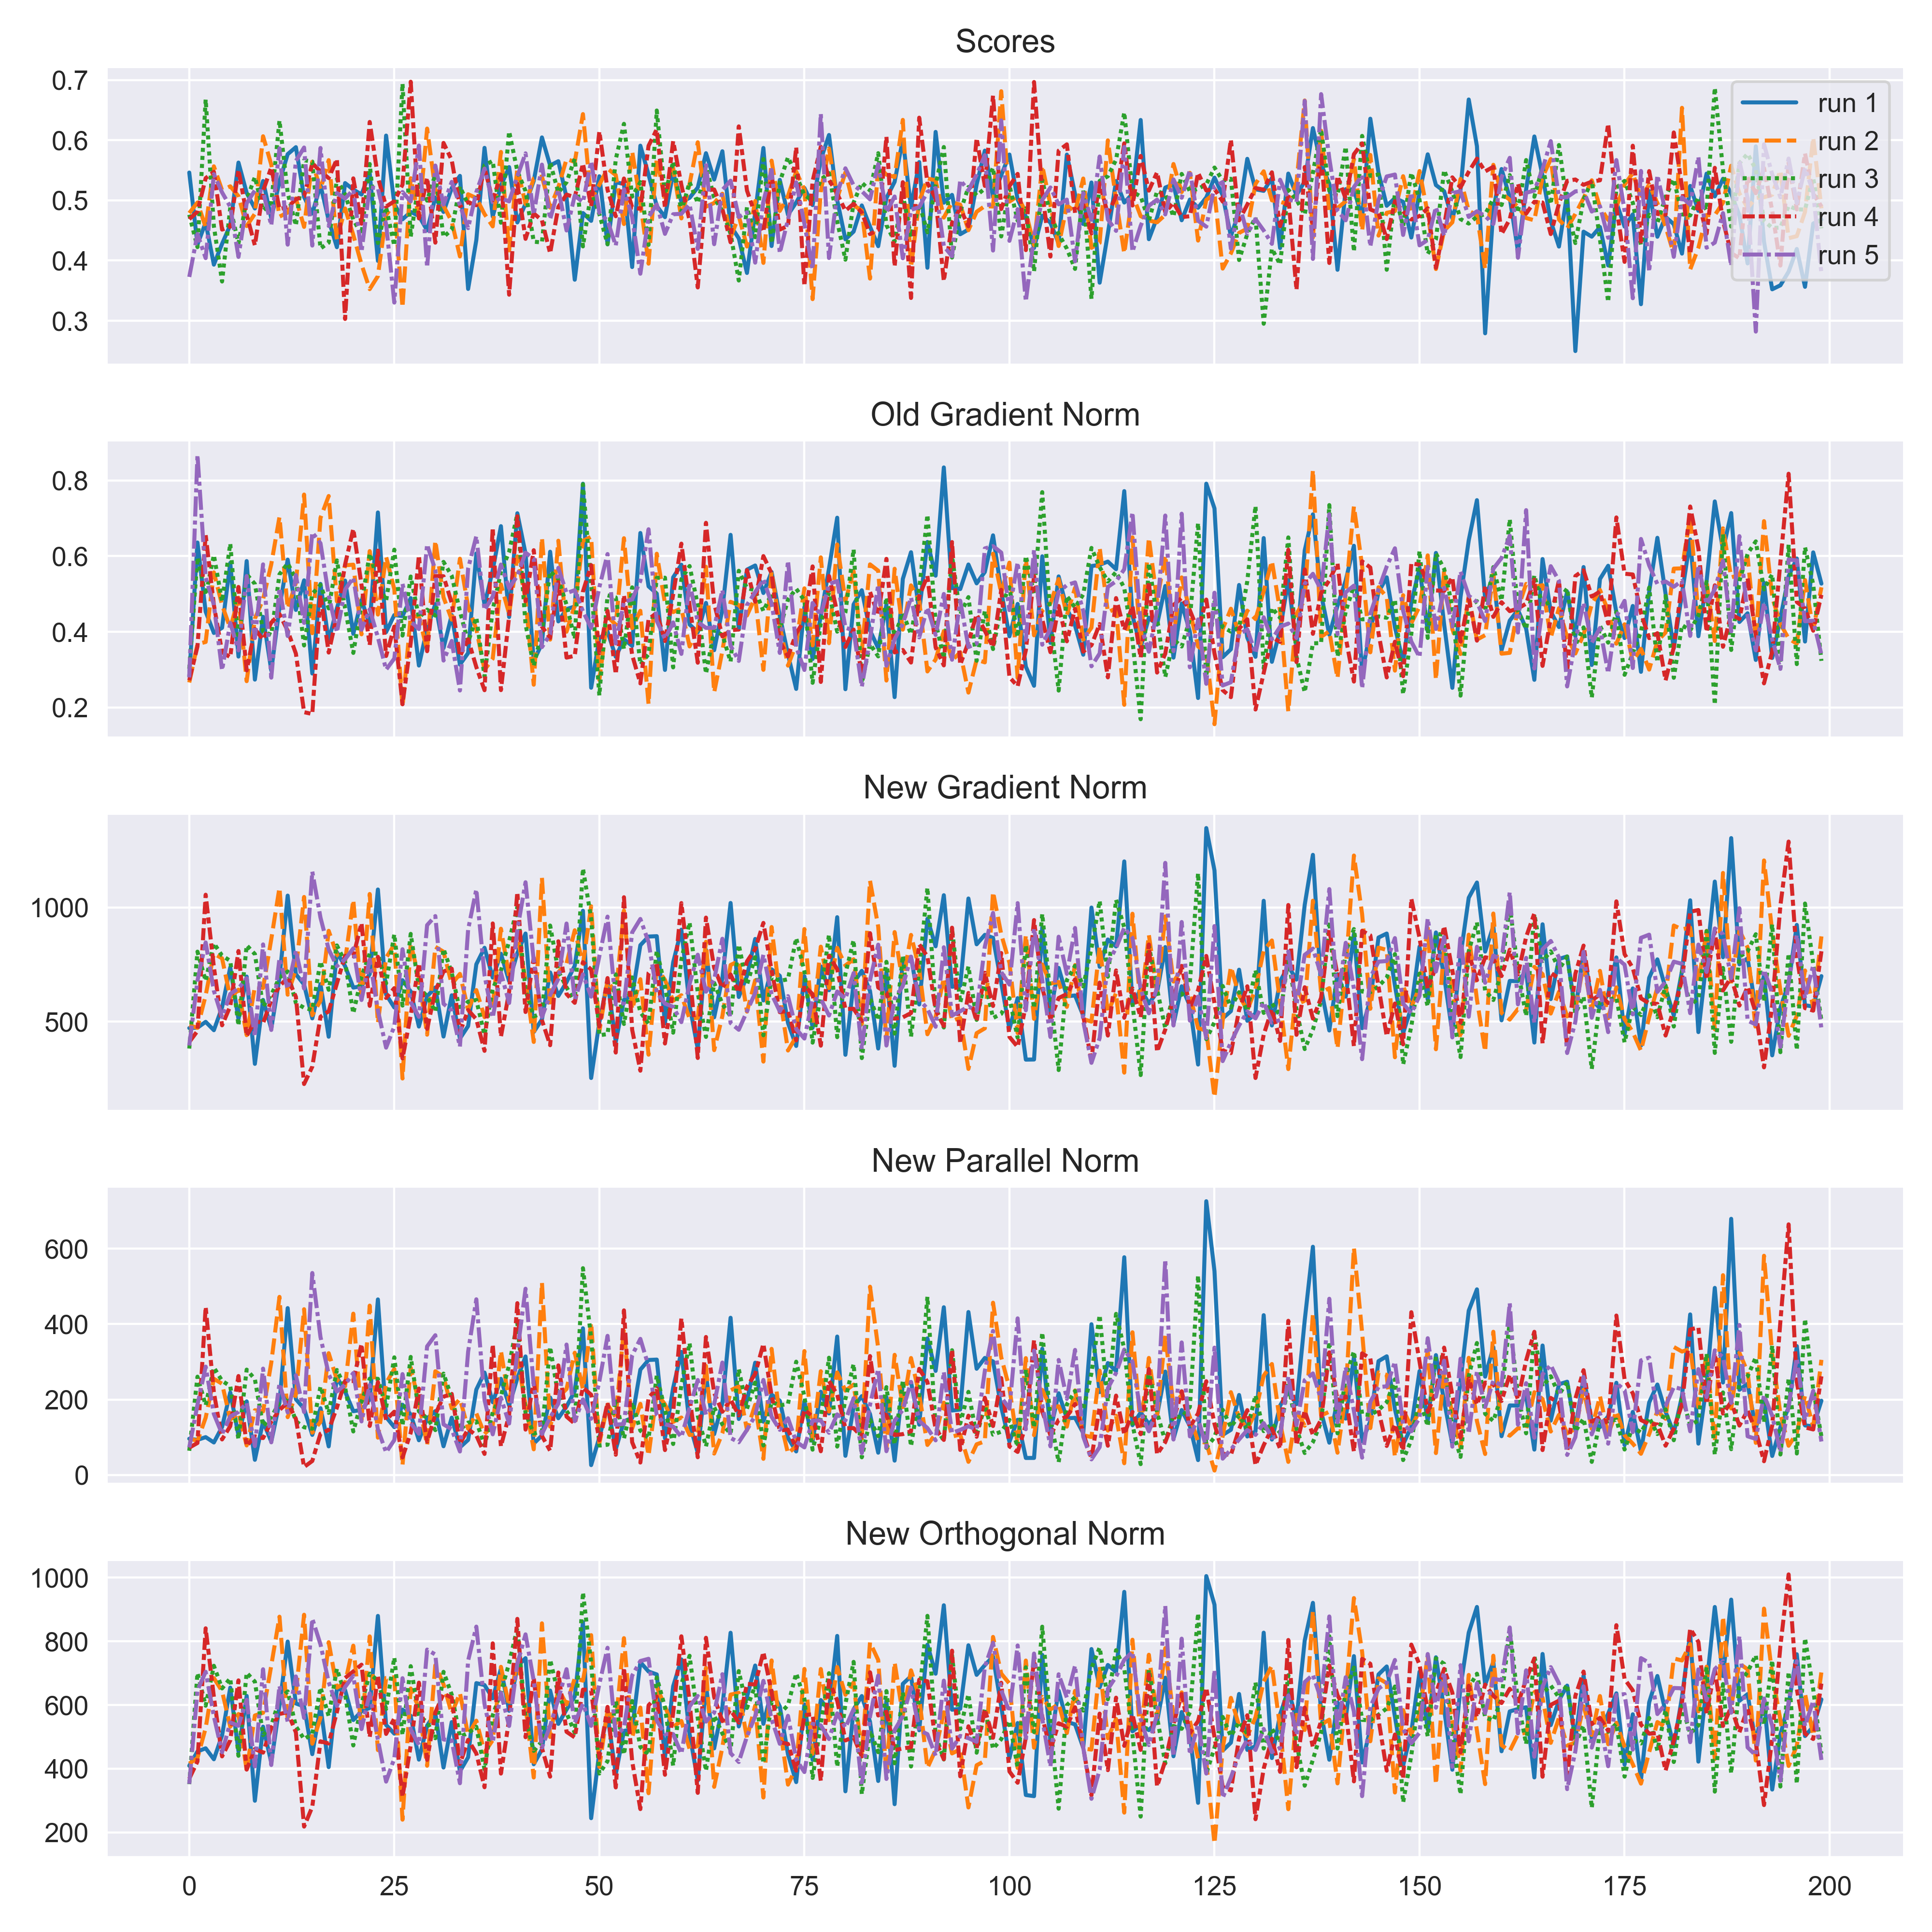 Scores
0.7
0.6
0.5
0.4
0.3
run 1
run 2
run 3
run 4
run 5
Old Gradient Norm
0.8
0.6
0.4
0.2
New Gradient Norm
1000
500
New Parallel Norm
600
400
200
0
New Orthogonal Norm
1000
800
600
400
200
0 25 50 75 100 125 150 175 200